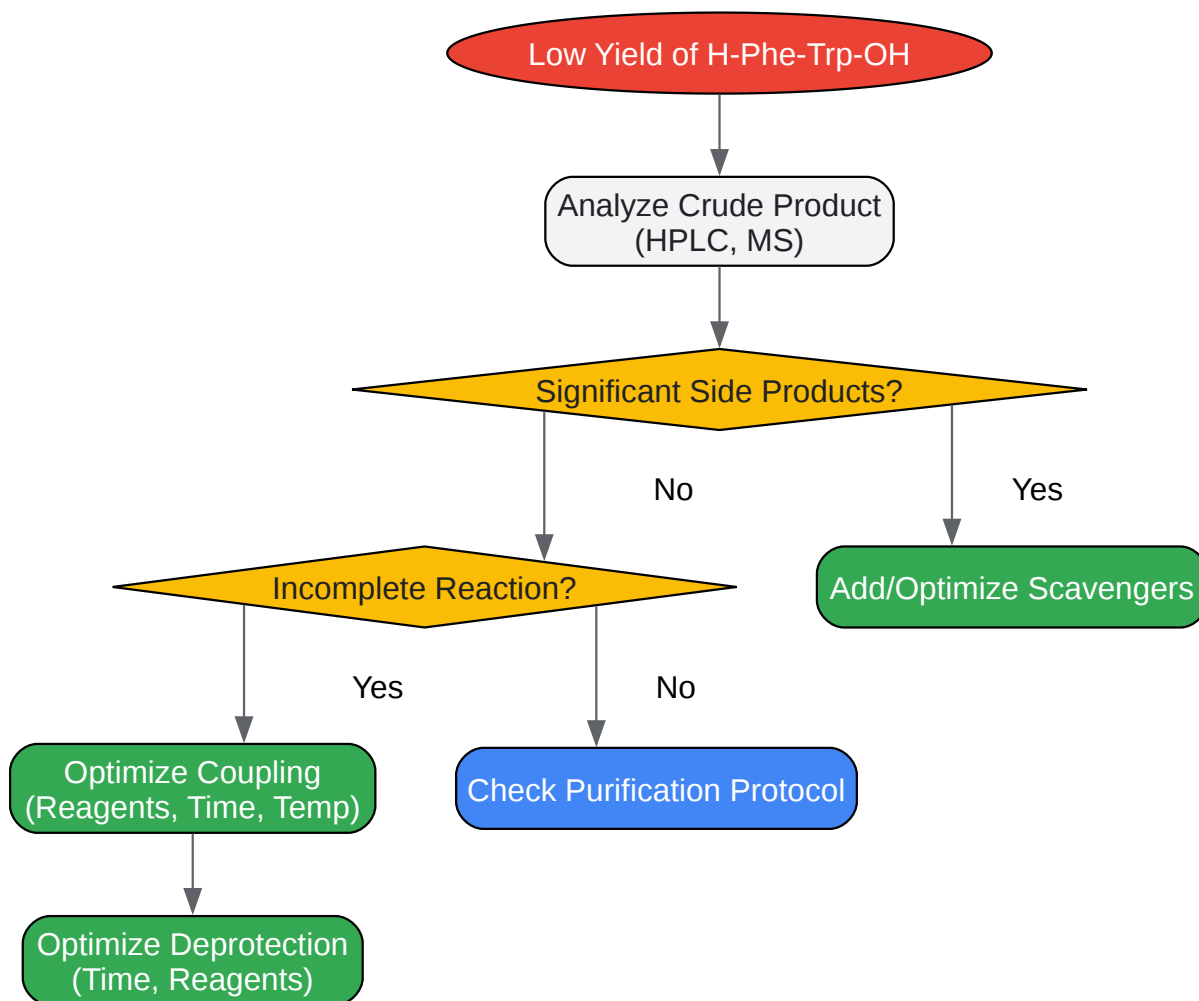 Low Yield of H-Phe-Trp-OH
Analyze Crude Product
(HPLC, MS)
Significant Side Products?
No
Yes
Incomplete Reaction?
Add/Optimize Scavengers
Yes
No
Optimize Coupling
(Reagents, Time, Temp)
Check Purification Protocol
Optimize Deprotection
(Time, Reagents)